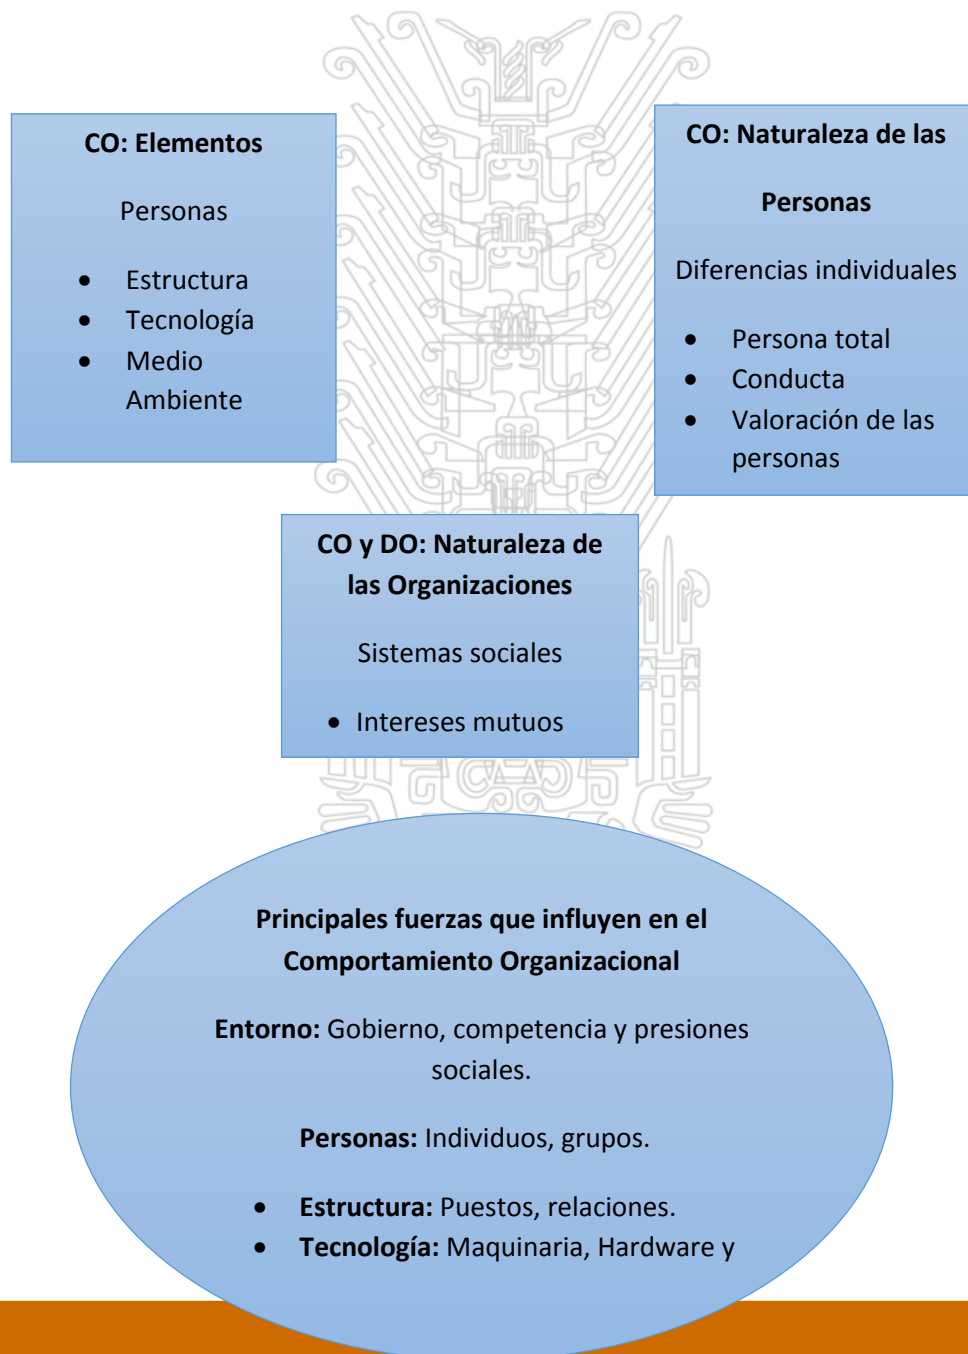 CO: Elementos
Personas
• Estructura
• Tecnología
• Medio
Ambiente
CO: Naturaleza de las
Personas
Diferencias individuales
• Persona total
• Conducta
• Valoración de las
personas
CO y DO: Naturaleza de
las Organizaciones
Sistemas sociales
• Intereses mutuos
Principales fuerzas que influyen en el
Comportamiento Organizacional
Entorno: Gobierno, competencia y presiones
sociales.
Personas: Individuos, grupos.
• Estructura: Puestos, relaciones.
• Tecnología: Maquinaria, Hardware y